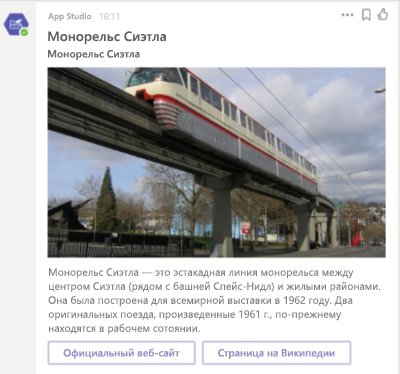 App Studio 16:11
Монорельс Сиэтла
Монорельс Сиэтла
Монорельс Сиэтла — это эстакадная линия монорельса между
центром Сиэтла (рядом с башней Спейс-Нидл) и жилыми районами.
Она была построена для всемирной выставки в 1962 году. Два
оригинальных поезда, произведенные 1961 г., по-прежнему
находятся в рабочем сотоянии.
Официальный веб-сайт
Страница на Википедии